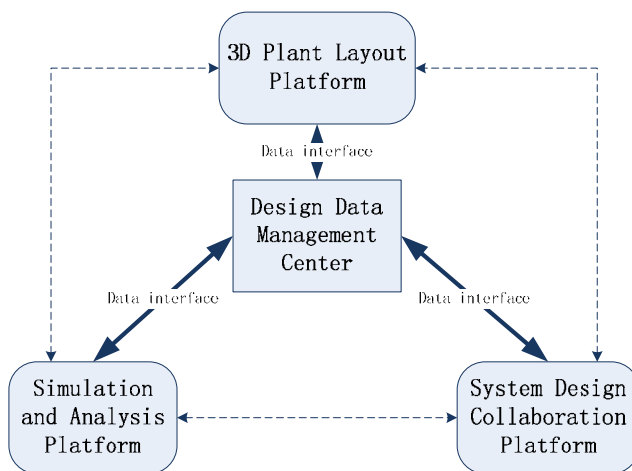 3D Plant Layout
Platform
Data interface
Design Data
Management
Center
Data interface
Data interface
Simulation
and Analysis
Platform
System Design
Collaboration
Platform